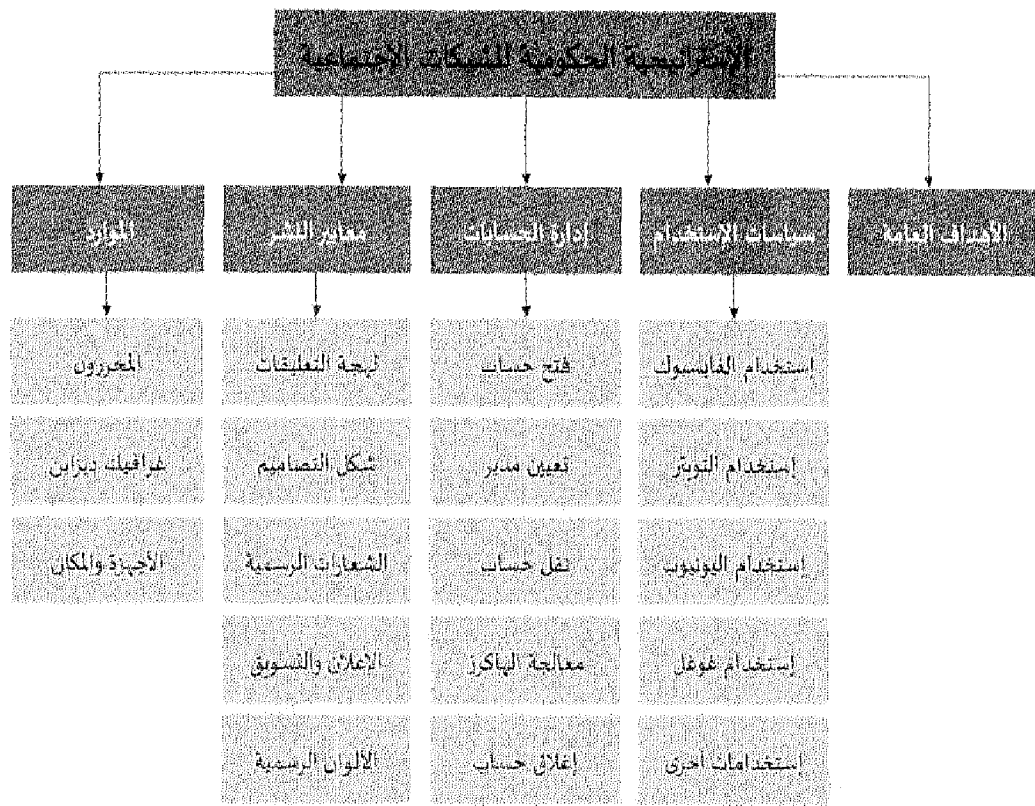 الإستراتيجية الحكومية للشبكات الاجتماعية
الأهداف العامة
سياسات الإستخدام
إستخدام الفايسبوك
إستخدام التويتر
إستخدام اليوتيوب
إستخدام غوغل
إستخدامات أخرى
إدارة الحسابات
فتح حساب
تعيين مدير
نقل حساب
معالجة الهاكرز
إغلاق حساب
معايير النشر
لهجة التعليقات
شكل التصاميم
الشعارات الرسمية
الاعلان والتسويق
الألوان الرسمية
الموارد
المحررون
غرافيك ديزاين
الأجهزة والمكان